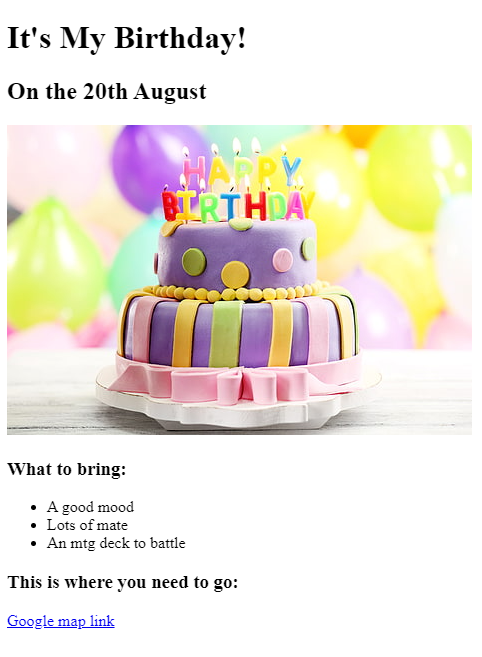 It's My Birthday!
On the 20th August
HAPPY
BIRTHDAY
What to bring:
A good mood
Lots of mate
An mtg deck to battle
This is where you need to go:
Google map link